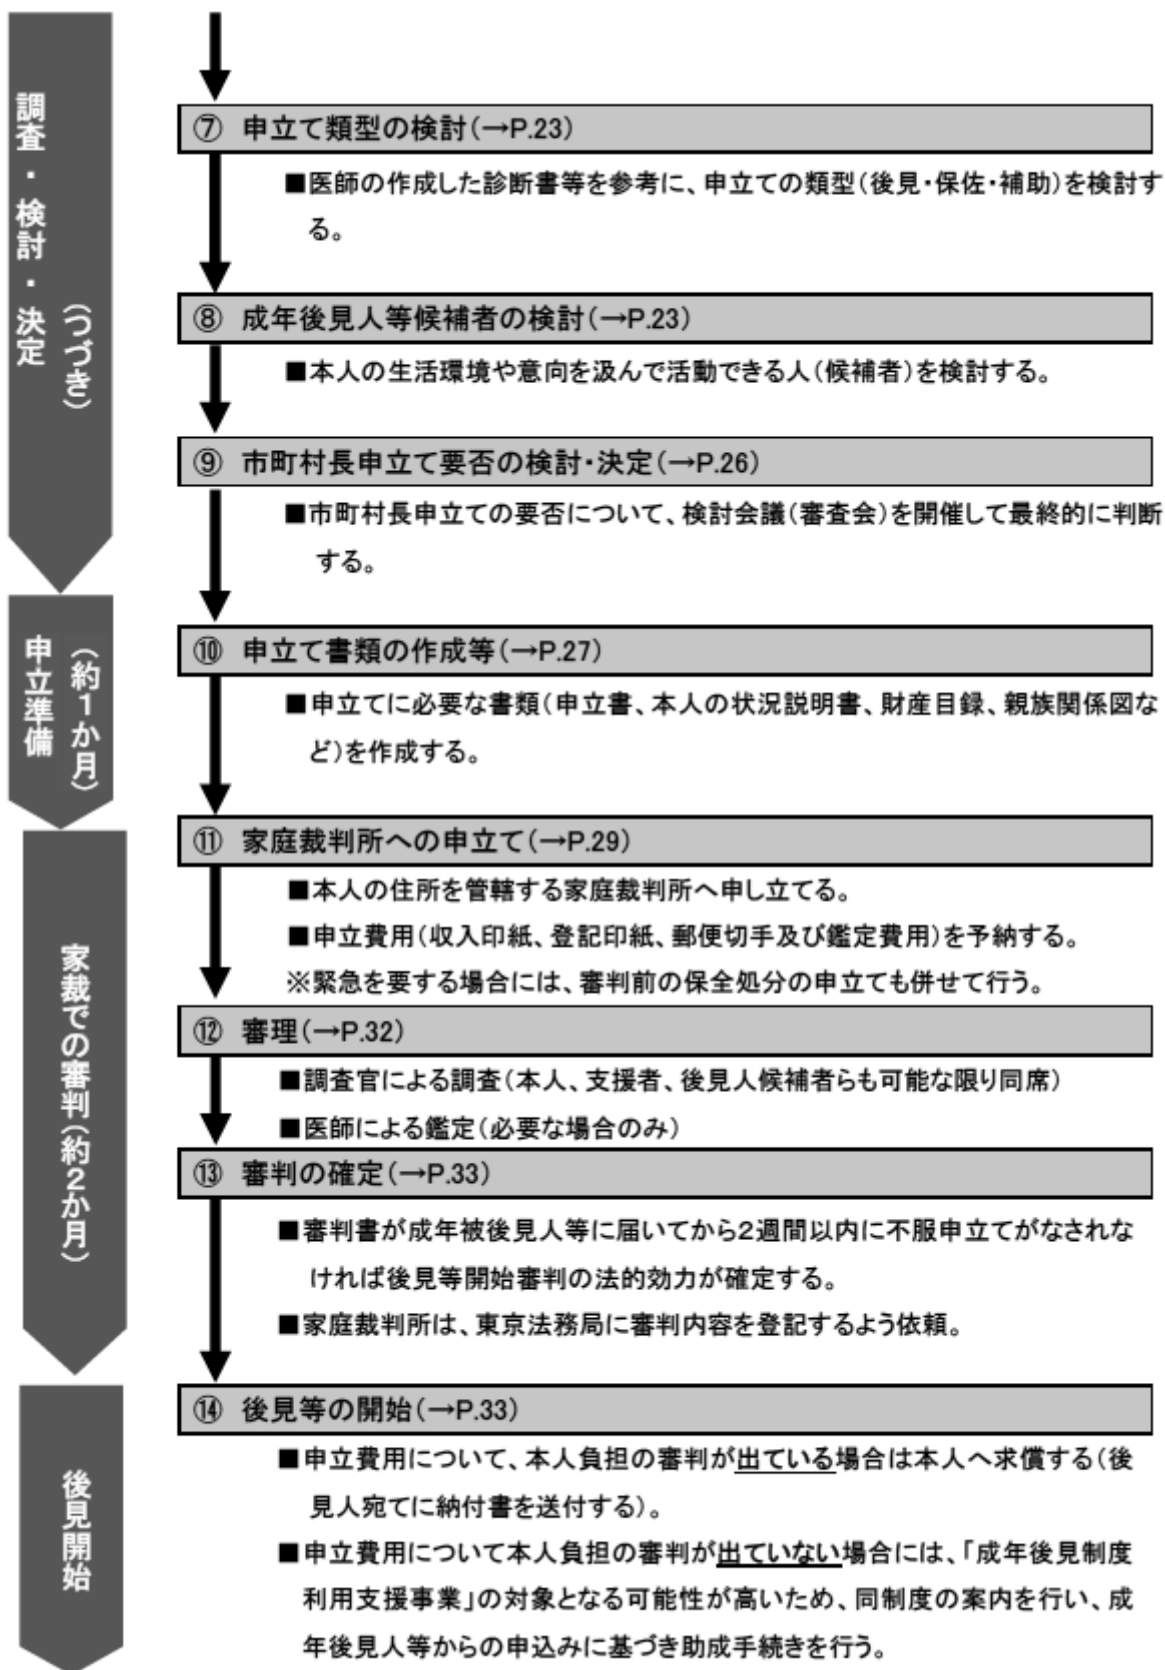 調査・検討・決定
(つづき)
⑦ 申立て類型の検討(→P.23)
■医師の作成した診断書等を参考に、申立ての類型(後見・保佐・補助)を検討す
る。
⑧ 成年後見人等候補者の検討(→P.23)
■本人の生活環境や意向を汲んで活動できる人(候補者)を検討する。
⑨ 市町村長申立て要否の検討・決定(→P.26)
■市町村長申立ての要否について、検討会議(審査会)を開催して最終的に判断
する。
申立準備
(約1か月)
⑩ 申立て書類の作成等(→P.27)
■申立てに必要な書類(申立書、本人の状況説明書、財産目録、親族関係図な
ど)を作成する。
家裁での審判(約2か月)
⑪ 家庭裁判所への申立て(→P.29)
■本人の住所を管轄する家庭裁判所へ申し立てる。
■申立費用(収入印紙、登記印紙、郵便切手及び鑑定費用)を予納する。
※緊急を要する場合には、審判前の保全処分の申立ても併せて行う。
⑫ 審理(→P.32)
■調査官による調査(本人、支援者、後見人候補者らも可能な限り同席)
■医師による鑑定(必要な場合のみ)
⑬ 審判の確定(→P.33)
■審判書が成年被後見人等に届いてから2週間以内に不服申立てがなされな
ければ後見等開始審判の法的効力が確定する。
■家庭裁判所は、東京法務局に審判内容を登記するよう依頼。
後見開始
⑭ 後見等の開始(→P.33)
■申立費用について、本人負担の審判が出ている場合は本人へ求償する(後
見人宛てに納付書を送付する)。
■申立費用について本人負担の審判が出ていない場合には、「成年後見制度
利用支援事業」の対象となる可能性が高いため、同制度の案内を行い、成
年後見人等からの申込みに基づき助成手続きを行う。